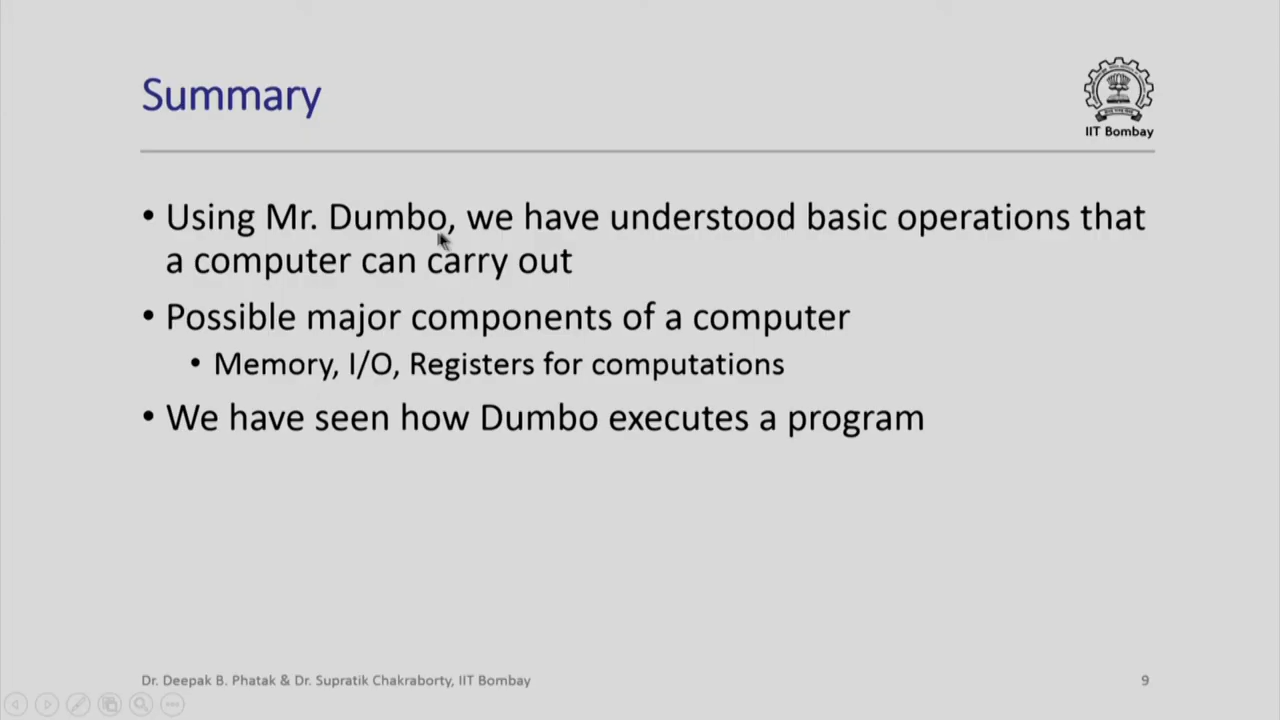 Summary
IIT Bombay
• Using Mr. Dumbo, we have understood basic operations that
a computer can carry out
• Possible major components of a computer
• Memory, I/O, Registers for computations
• We have seen how Dumbo executes a program
Dr. Deepak B. Phatak & Dr. Supratik Chakraborty, IIT Bombay
9